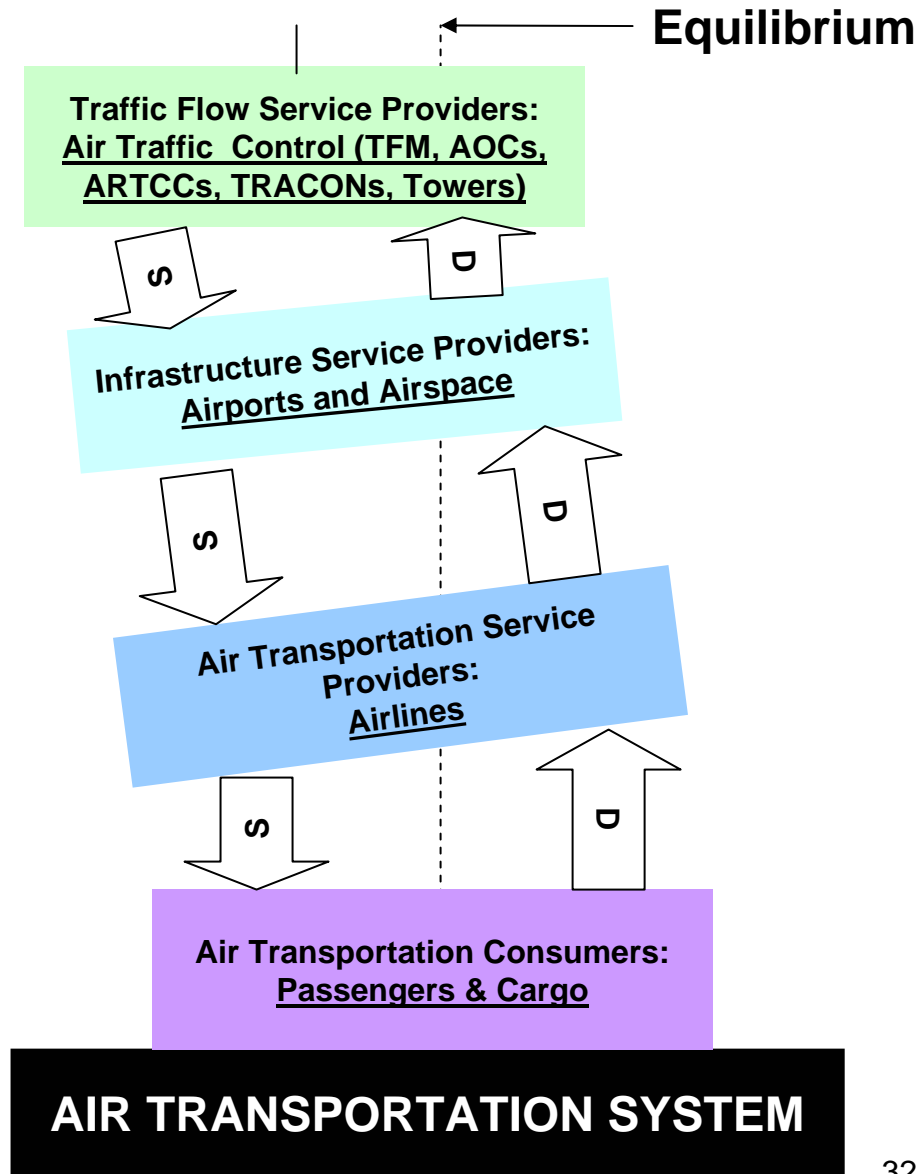 Equilibrium
Traffic Flow Service Providers:
Air Traffic Control (TFM, AOCs,
ARTCCs, TRACONs, Towers)
S
D
Infrastructure Service Providers:
Airports and Airspace
S
D
Air Transportation Service
Providers:
Airlines
S
D
Air Transportation Consumers:
Passengers & Cargo
AIR TRANSPORTATION SYSTEM
32